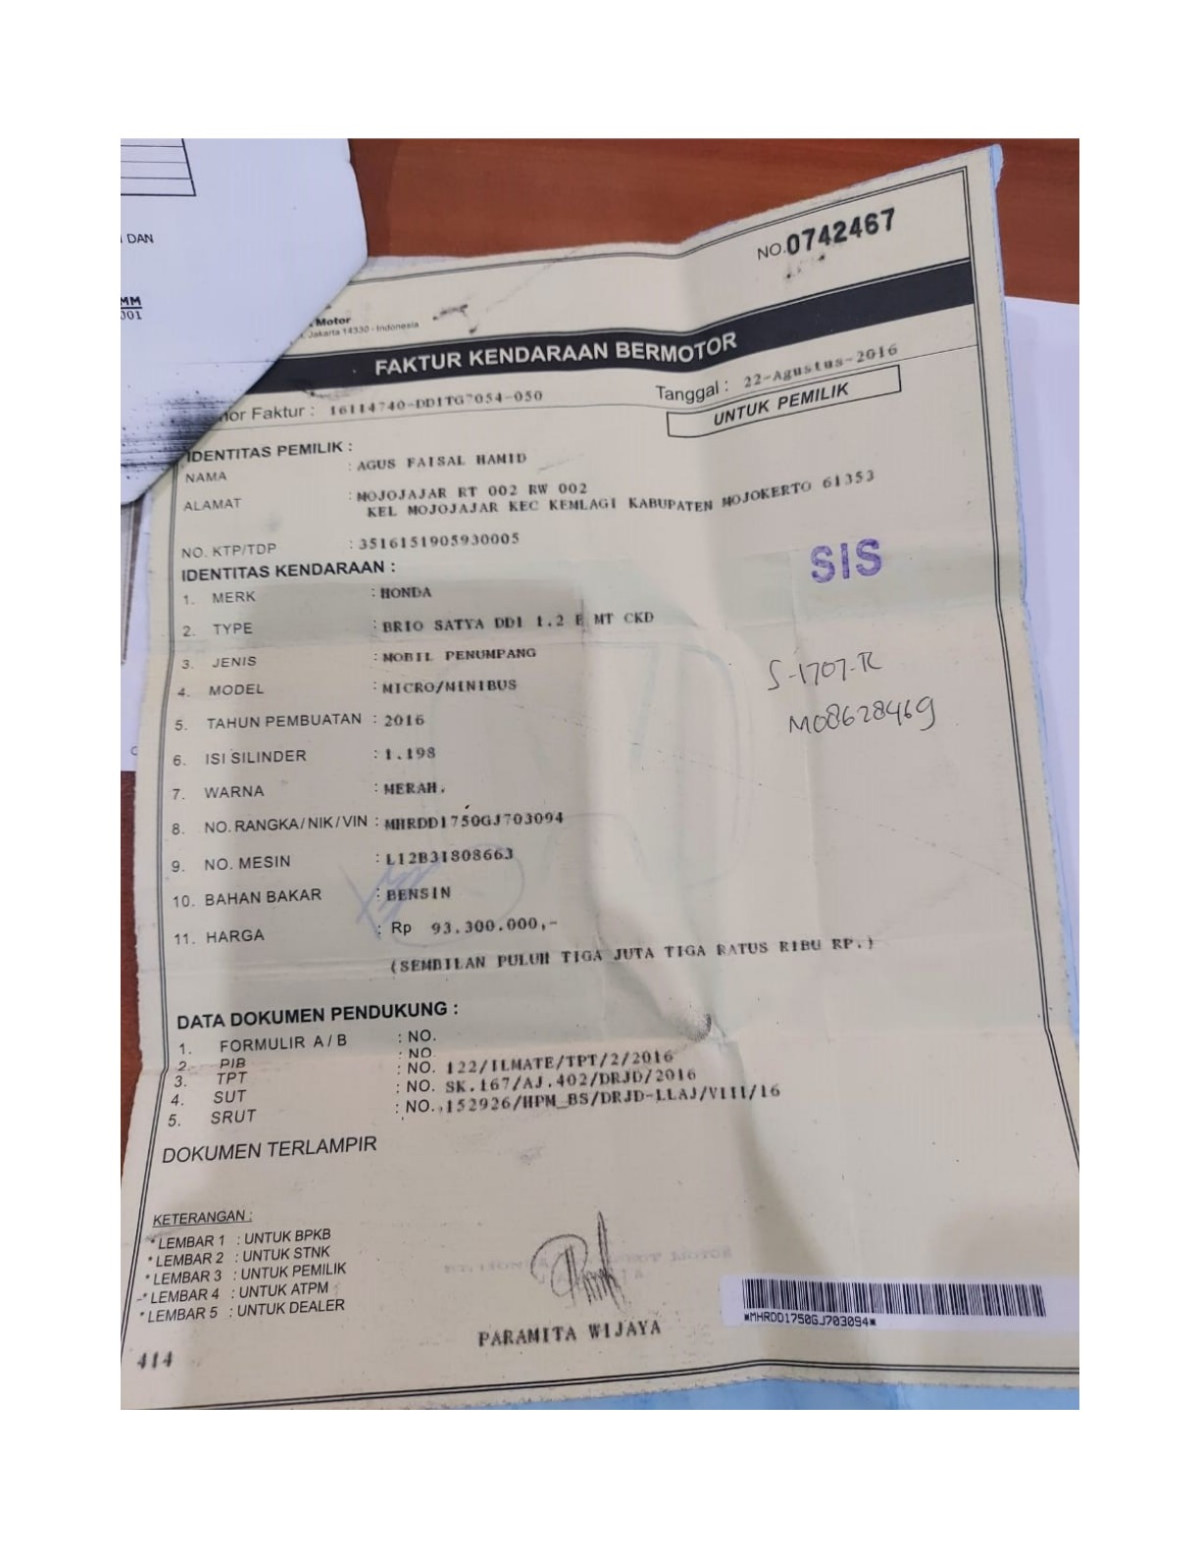 DAN
MM
001
NO.0742467
Motor
Jakarta 14330 - Indonesia
FAKTUR KENDARAAN BERMOTOR
Faktur : 16114740-DD1TG7054-050
Tanggal : 22-Agustus-2016
UNTUK PEMILIK
IDENTITAS PEMILIK :
NAMA : AGUS FAISAL HAMID
ALAMAT : MOJOJAJAR RT 002 RW 002
KEL MOJOJAJAR KEC KEMLAGI KABUPATEN MOJOKERTO 61353
NO. KTP/TDP : 3516151905930005
IDENTITAS KENDARAAN :
SIS
1. MERK : HONDA
2. TYPE : BRIO SATYA DD1 1.2 E MT CKD
3. JENIS : MOBIL PENUMPANG
4. MODEL : MICRO/MINIBUS
S-1707-R
5. TAHUN PEMBUATAN : 2016
M08628469
6. ISI SILINDER : 1.198
7. WARNA : MERAH.
8. NO. RANGKA/NIK/VIN : MHRDD1750GJ703094
9. NO. MESIN : L12B31808663
10. BAHAN BAKAR : BENSIN
11. HARGA : Rp 93.300.000,-
(SEMBILAN PULUH TIGA JUTA TIGA RATUS RIBU RP.)
DATA DOKUMEN PENDUKUNG :
1. FORMULIR A / B : NO.
2. PIB : NO.
3. TPT : NO. 122/ILMATE/TPT/2/2016
4. SUT : NO. SK.167/AJ.402/DRJD/2016
5. SRUT : NO. 152926/HPM_BS/DRJD-LLAJ/VIII/16
DOKUMEN TERLAMPIR
KETERANGAN :
* LEMBAR 1 : UNTUK BPKB
* LEMBAR 2 : UNTUK STNK
* LEMBAR 3 : UNTUK PEMILIK
* LEMBAR 4 : UNTUK ATPM
* LEMBAR 5 : UNTUK DEALER
PARAMITA WIJAYA
*MHRDD1750GJ703094*
414